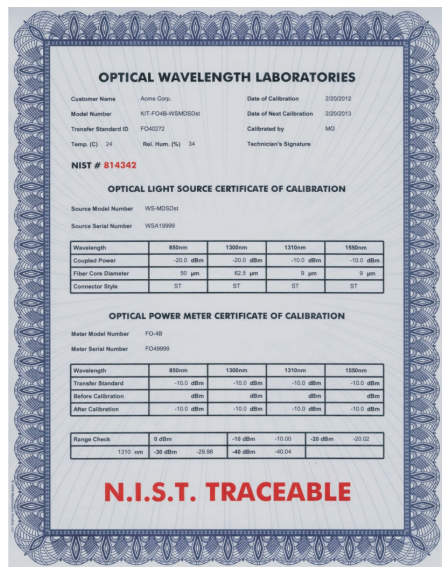 OPTICAL WAVELENGTH LABORATORIES
Customer Name Acme Corp. Date of Calibration 2/20/2012
Model Number KIT-FO4B-WSMDSDst Date of Next Calibration 2/20/2013
Transfer Standard ID FO40272 Calibrated by MG
Temp. (C) 24 Rel. Hum. (%) 34 Technician's Signature
NIST # 814342
OPTICAL LIGHT SOURCE CERTIFICATE OF CALIBRATION
Source Model Number WS-MDSDst
Source Serial Number WSA19999
Wavelength 850nm 1300nm 1310nm 1550nm
Coupled Power -20.0 dBm -20.0 dBm -10.0 dBm -10.0 dBm
Fiber Core Diameter 50 µm 62.5 µm 9 µm 9 µm
Connector Style ST ST ST ST
OPTICAL POWER METER CERTIFICATE OF CALIBRATION
Meter Model Number FO-4B
Meter Serial Number FO49999
Wavelength 850nm 1300nm 1310nm 1550nm
Transfer Standard -10.0 dBm -10.0 dBm -10.0 dBm -10.0 dBm
Before Calibration dBm dBm dBm dBm
After Calibration -10.0 dBm -10.0 dBm -10.0 dBm -10.0 dBm
Range Check 0 dBm -10 dBm -10.00 -20 dBm -20.02
1310 nm -30 dBm -29.98 -40 dBm -40.04
N.I.S.T. TRACEABLE